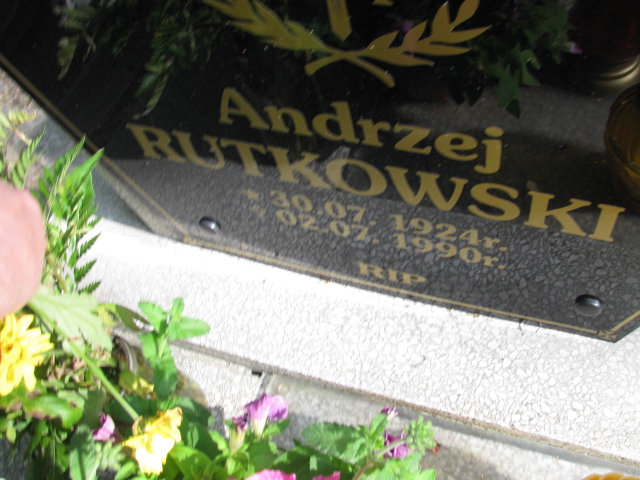 Andrzej
RUTKOWSKI
* 30.07. 1924r.
† 02.07. 1990r.
RIP